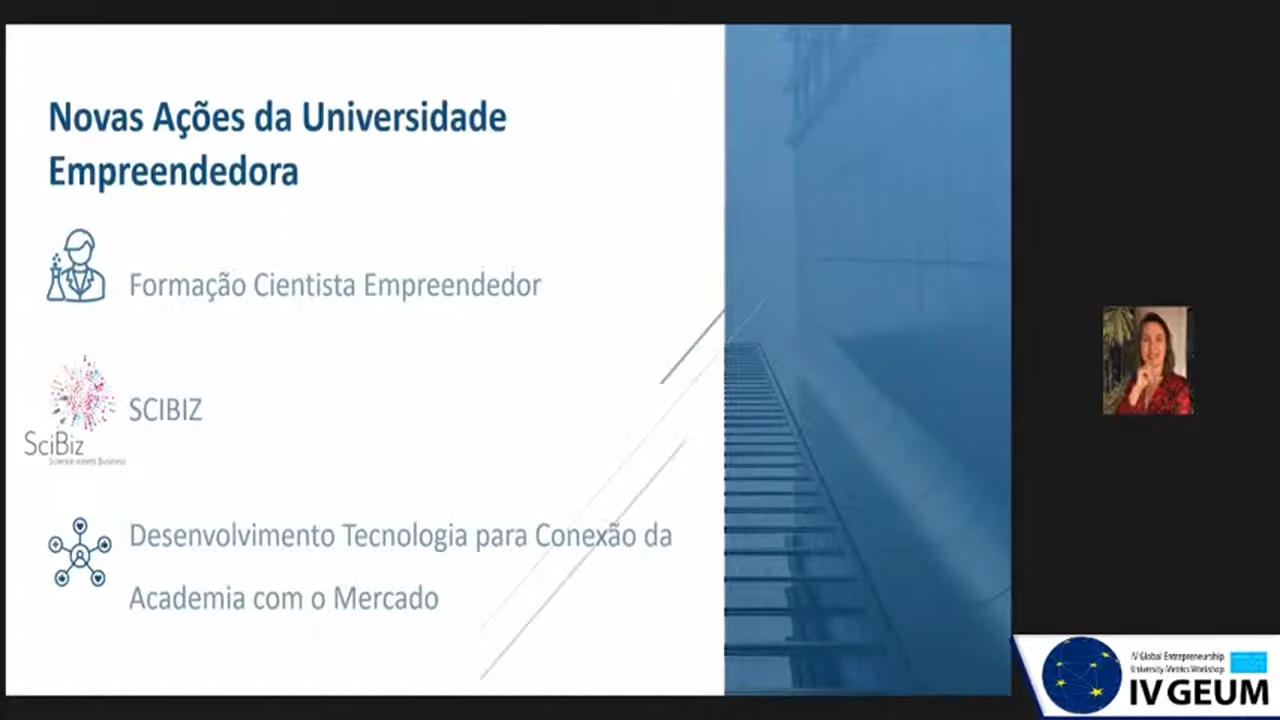 Novas Ações da Universidade
Empreendedora
Formação Cientista Empreendedor
SCIBIZ
SciBiz
Science meets Business
Desenvolvimento Tecnologia para Conexão da
Academia com o Mercado
IV Global Entrepreneurship
University Metrics Workshop
IV GEUM